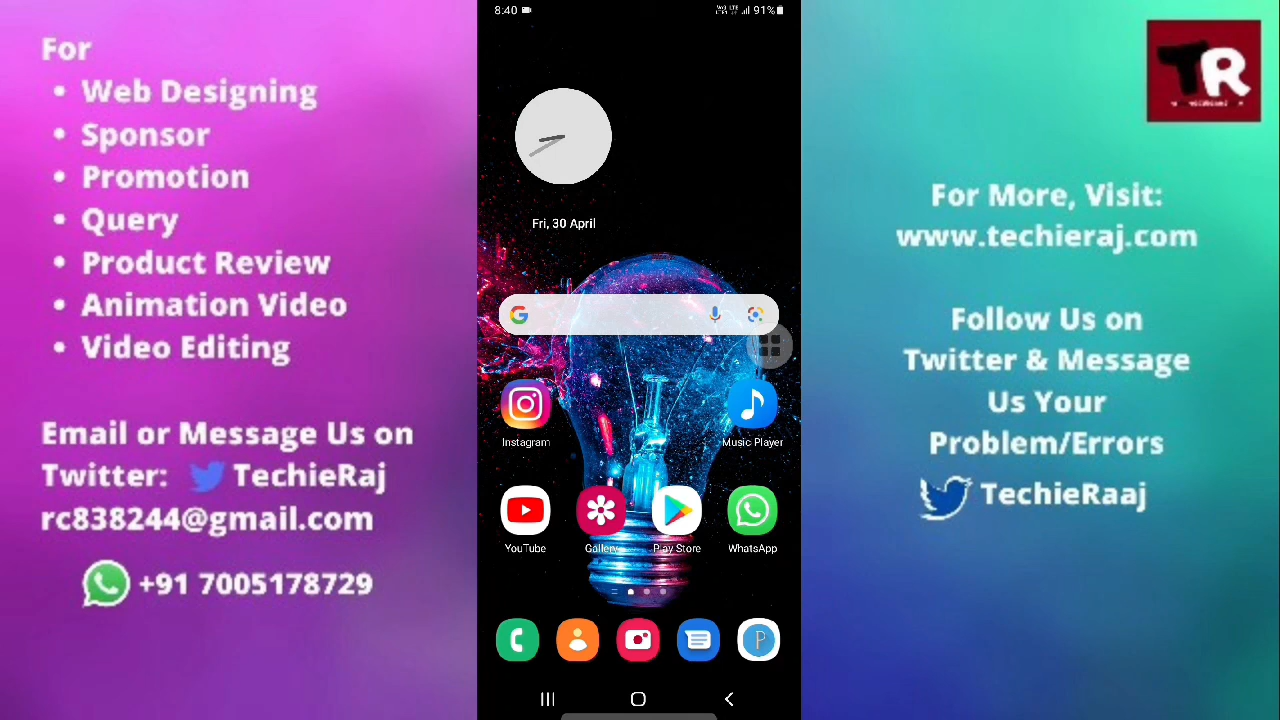 For
• Web Designing
• Sponsor
• Promotion
• Query
• Product Review
• Animation Video
• Video Editing
Email or Message Us on
Twitter: TechieRaj
rc838244@gmail.com
+91 7005178729
8:40
91%
Fri, 30 April
Instagram
Music Player
YouTube
Gallery
Play Store
WhatsApp
P
TR
For More, Visit:
www.techieraj.com
Follow Us on
Twitter & Message
Us Your
Problem/Errors
TechieRaaj